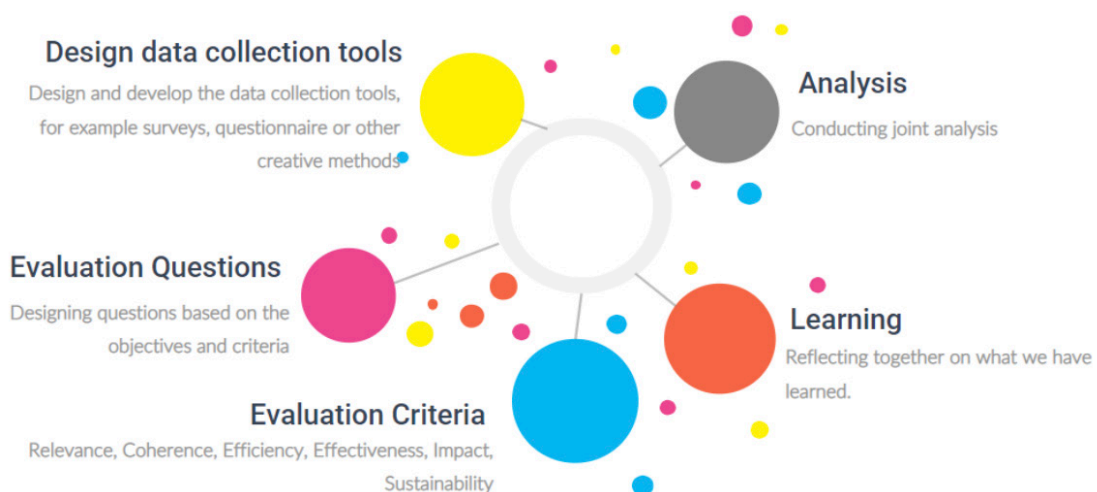 Design data collection tools
Design and develop the data collection tools,
for example surveys, questionnaire or other
creative methods
Analysis
Conducting joint analysis
Evaluation Questions
Designing questions based on the
objectives and criteria
Learning
Reflecting together on what we have
learned.
Evaluation Criteria
Relevance, Coherence, Efficiency, Effectiveness, Impact,
Sustainability